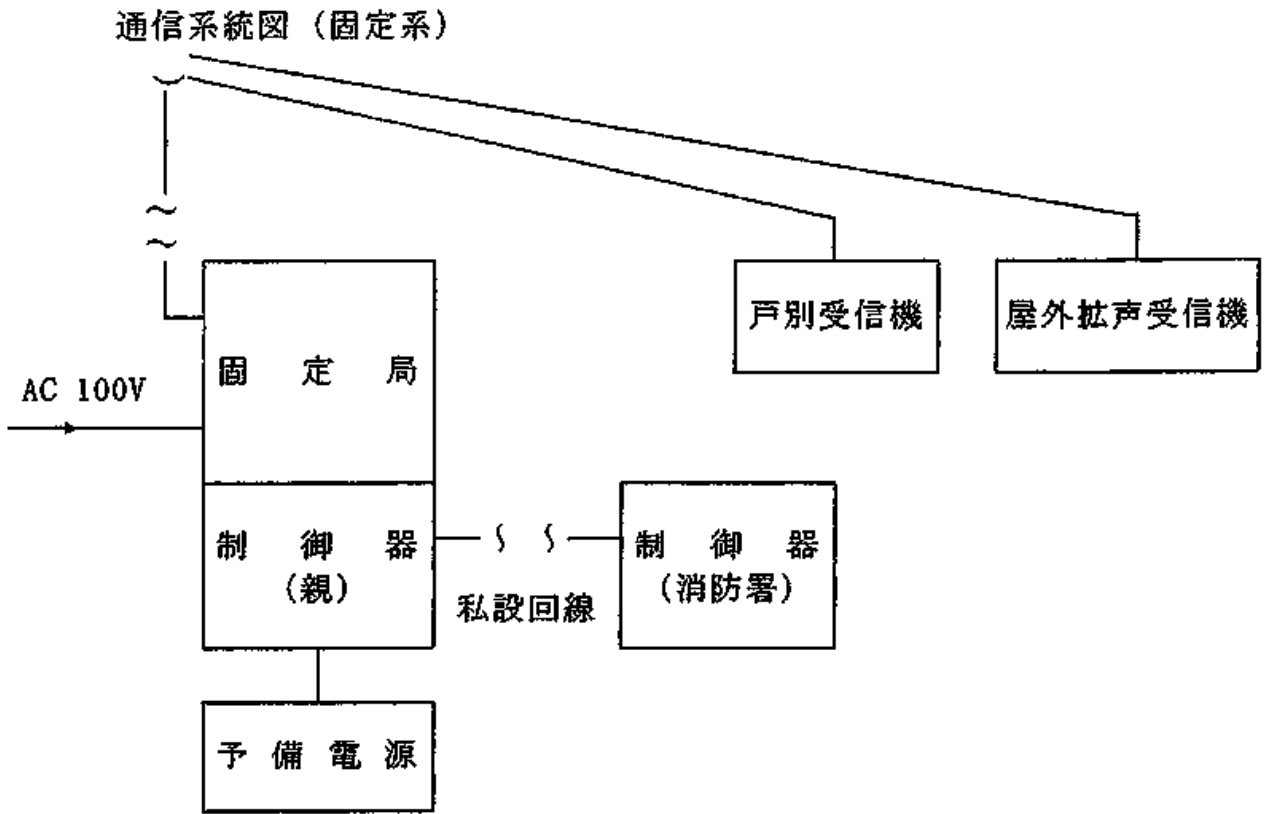 通信系統図（固定系）
戸別受信機
屋外拡声受信機
固定局
AC 100V
制御器
（親）
私設回線
制御器
（消防署）
予備電源